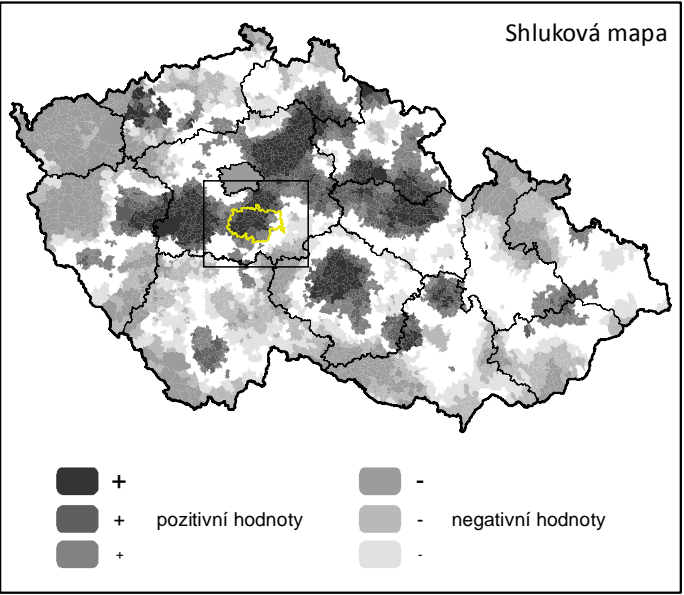 Shluková mapa
+ -
+ pozitivní hodnoty - negativní hodnoty
+ -